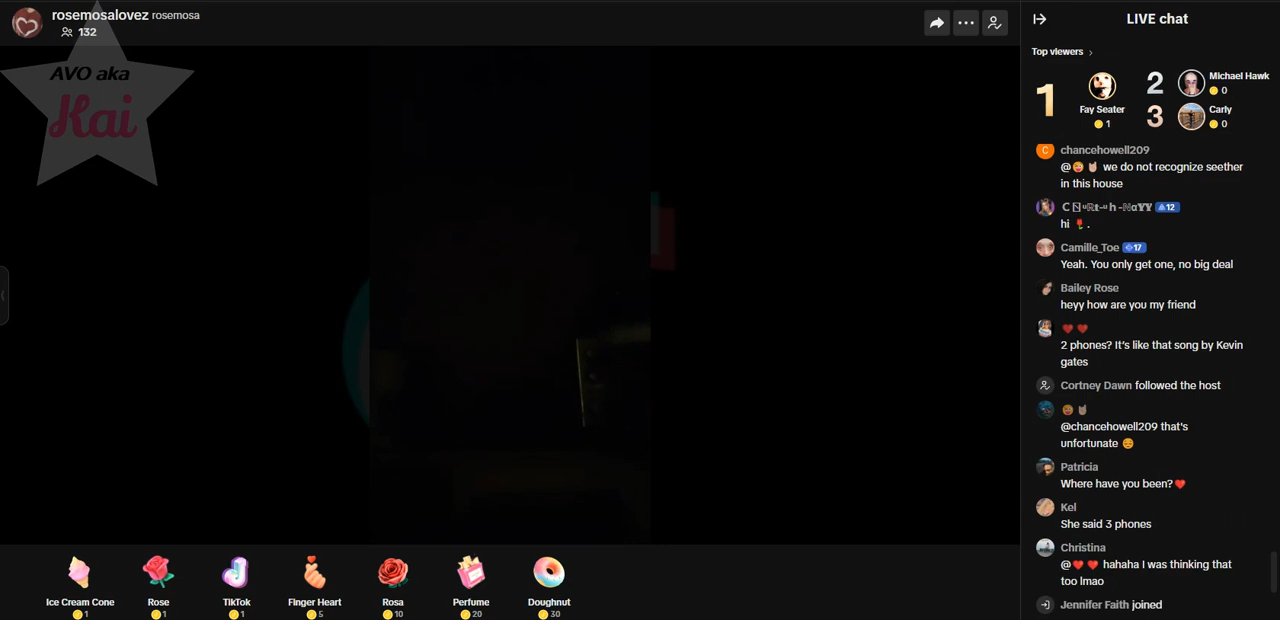 rosemosalovez rosemosa
132
AVO aka
Kai
LIVE chat
Top viewers
1
Fay Seater
1
2
Michael Hawk
0
3
Carly
0
C
chancehowell209
@😜🤘🏼 we do not recognize seether
in this house
12
hi 🌹.
Camille_Toe 17
Yeah. You only get one, no big deal
Bailey Rose
heyy how are you my friend
❤️ ❤️
2 phones? It's like that song by Kevin
gates
Cortney Dawn followed the host
@chancehowell209 that's
unfortunate 😔
Patricia
Where have you been?❤️
Kel
She said 3 phones
Christina
@❤️ ❤️ hahaha I was thinking that
too lmao
Jennifer Faith joined
Ice Cream Cone
1
Rose
1
TikTok
1
Finger Heart
5
Rosa
10
Perfume
20
Doughnut
30